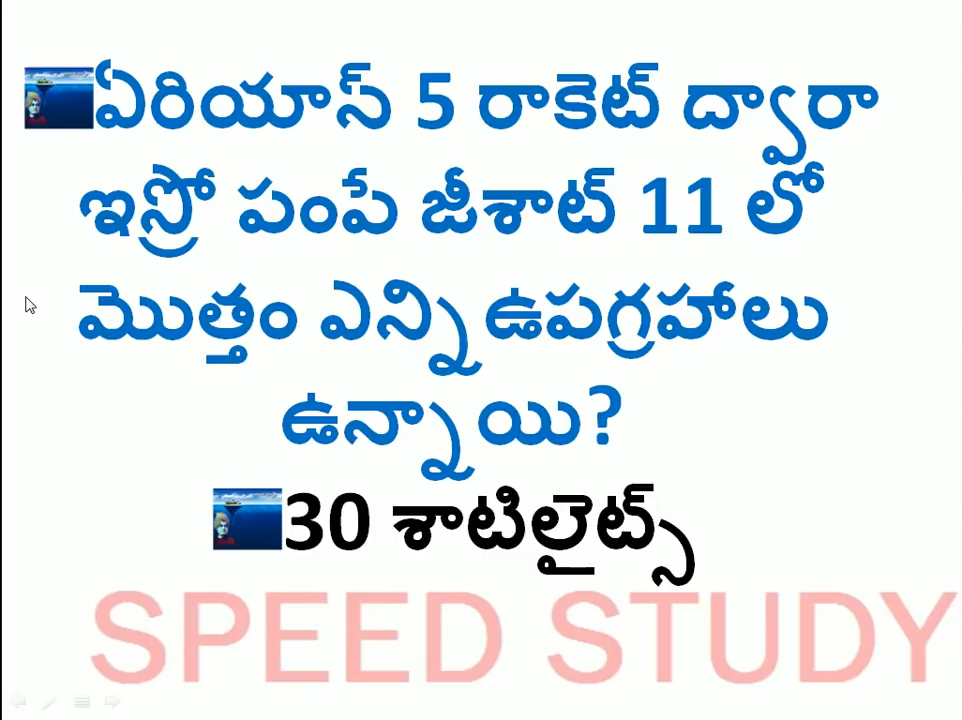 ఏరియాస్ 5 రాకెట్ ద్వారా
ఇస్రో పంపే జీశాట్ 11 లో
మొత్తం ఎన్ని ఉపగ్రహాలు
ఉన్నాయి?
30 శాటిలైట్స్
SPEED STUDY